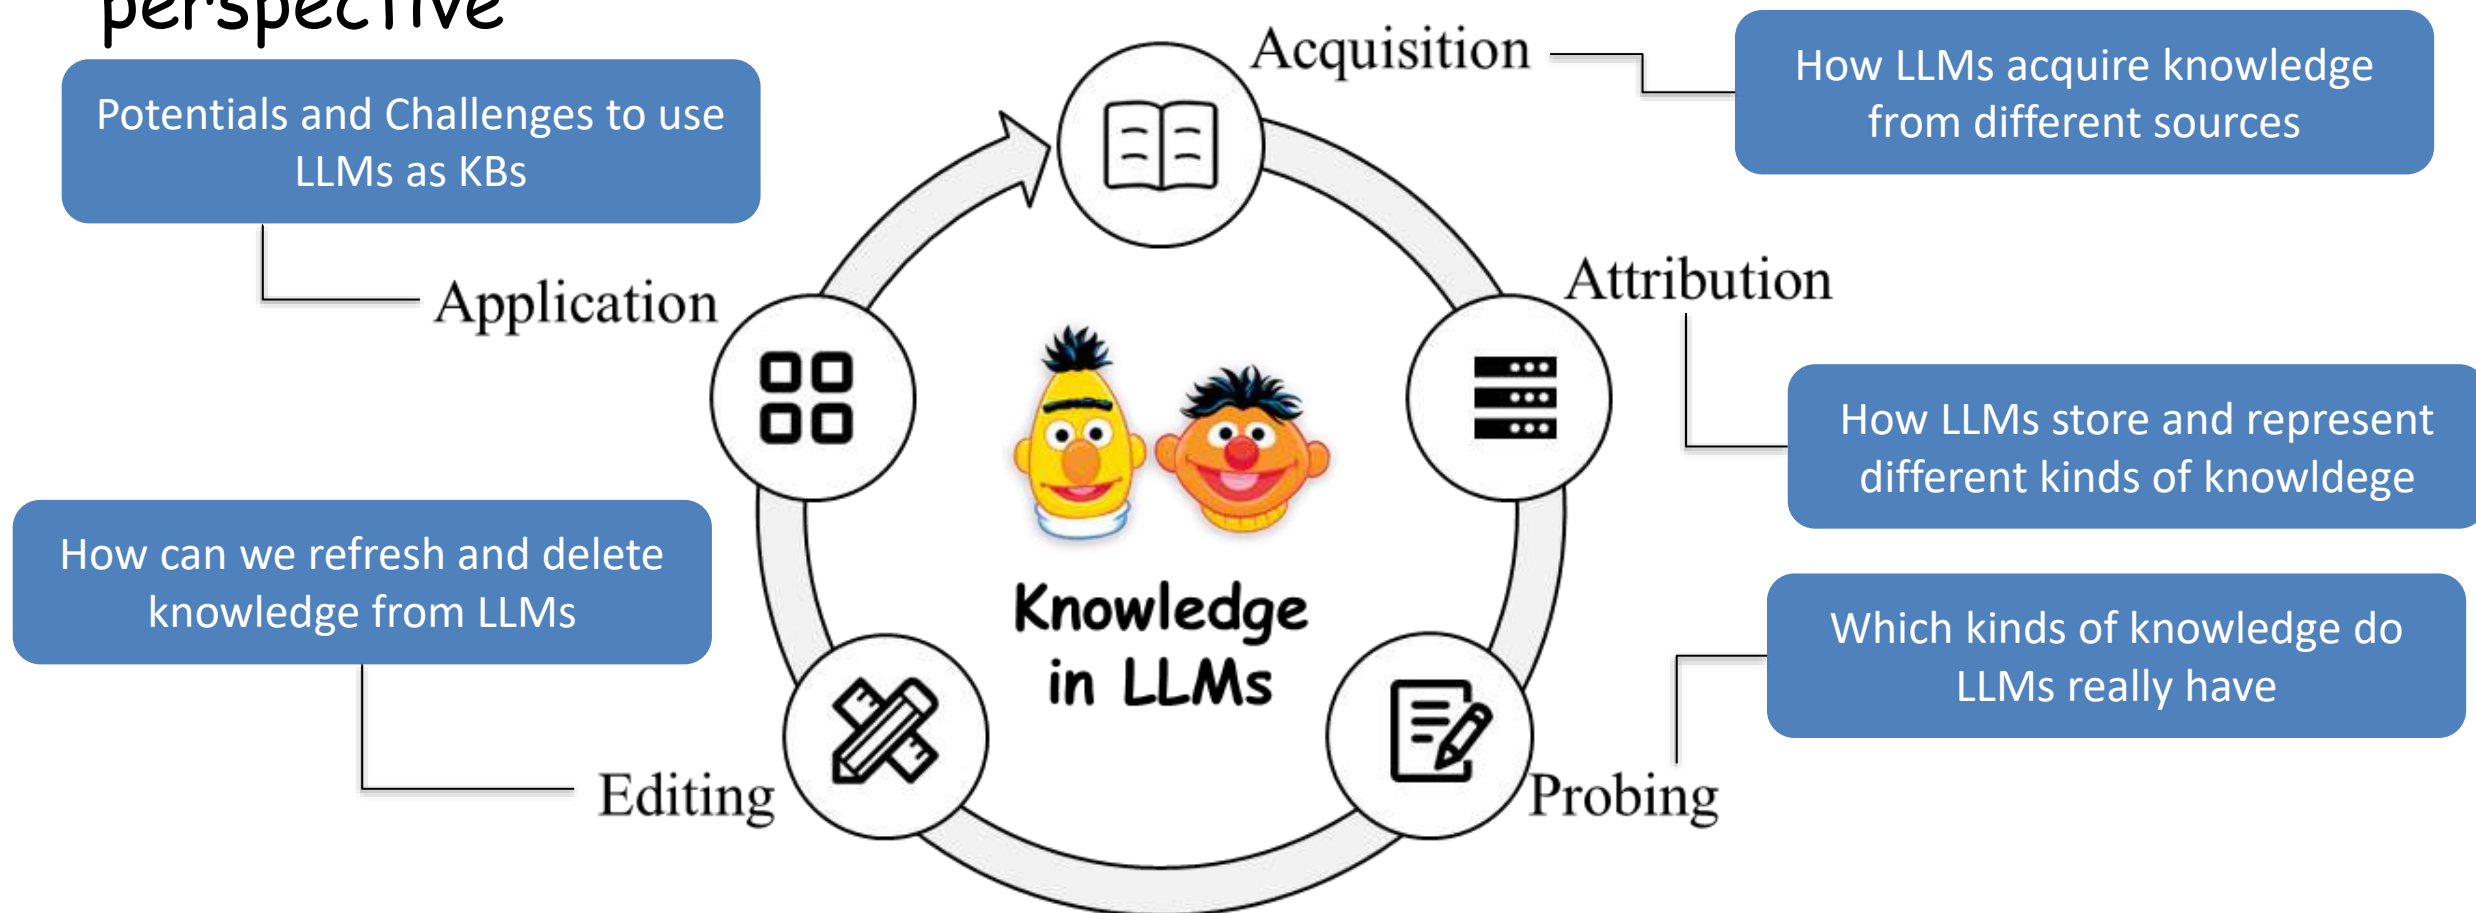 perspective
Acquisition
How LLMs acquire knowledge
from different sources
Potentials and Challenges to use
LLMs as KBs
Application
Attribution
How LLMs store and represent
different kinds of knowldege
How can we refresh and delete
knowledge from LLMs
Knowledge
in LLMs
Which kinds of knowledge do
LLMs really have
Editing
Probing